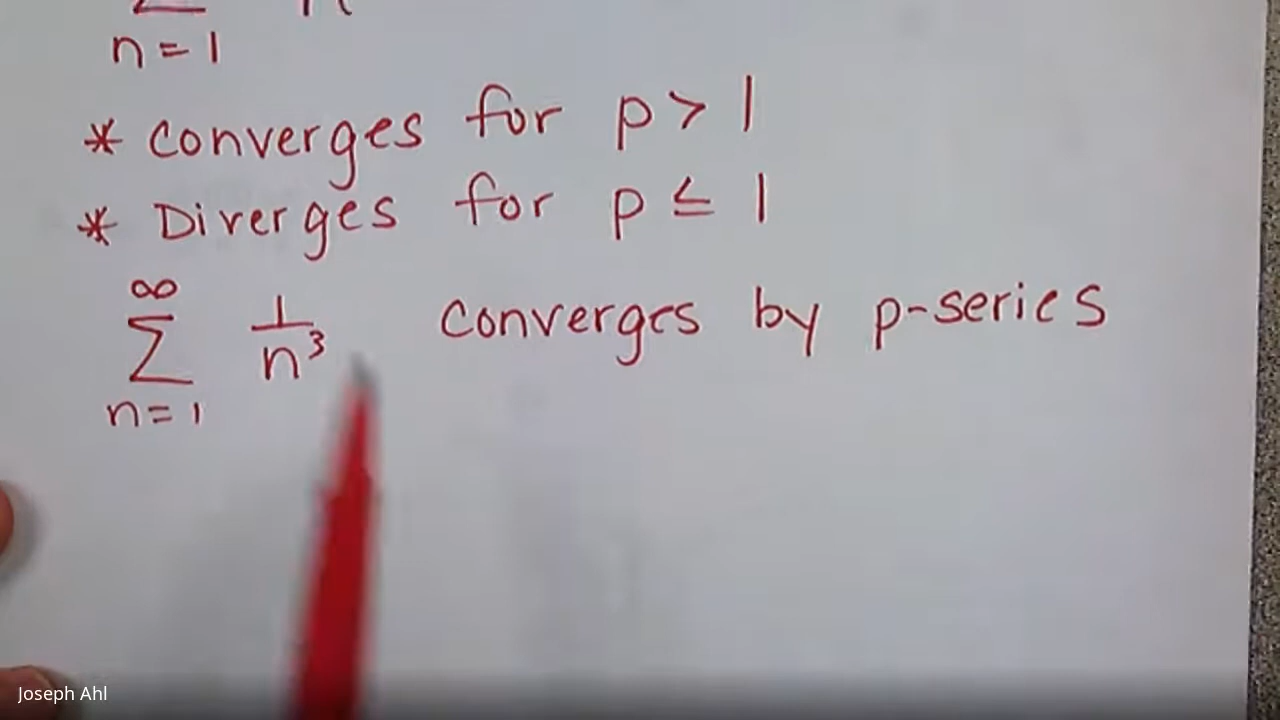 n = 1
* converges for p > 1
* Diverges for p ≤ 1
∞
∑ 1/n³ converges by p-series
n = 1
Joseph Ahl